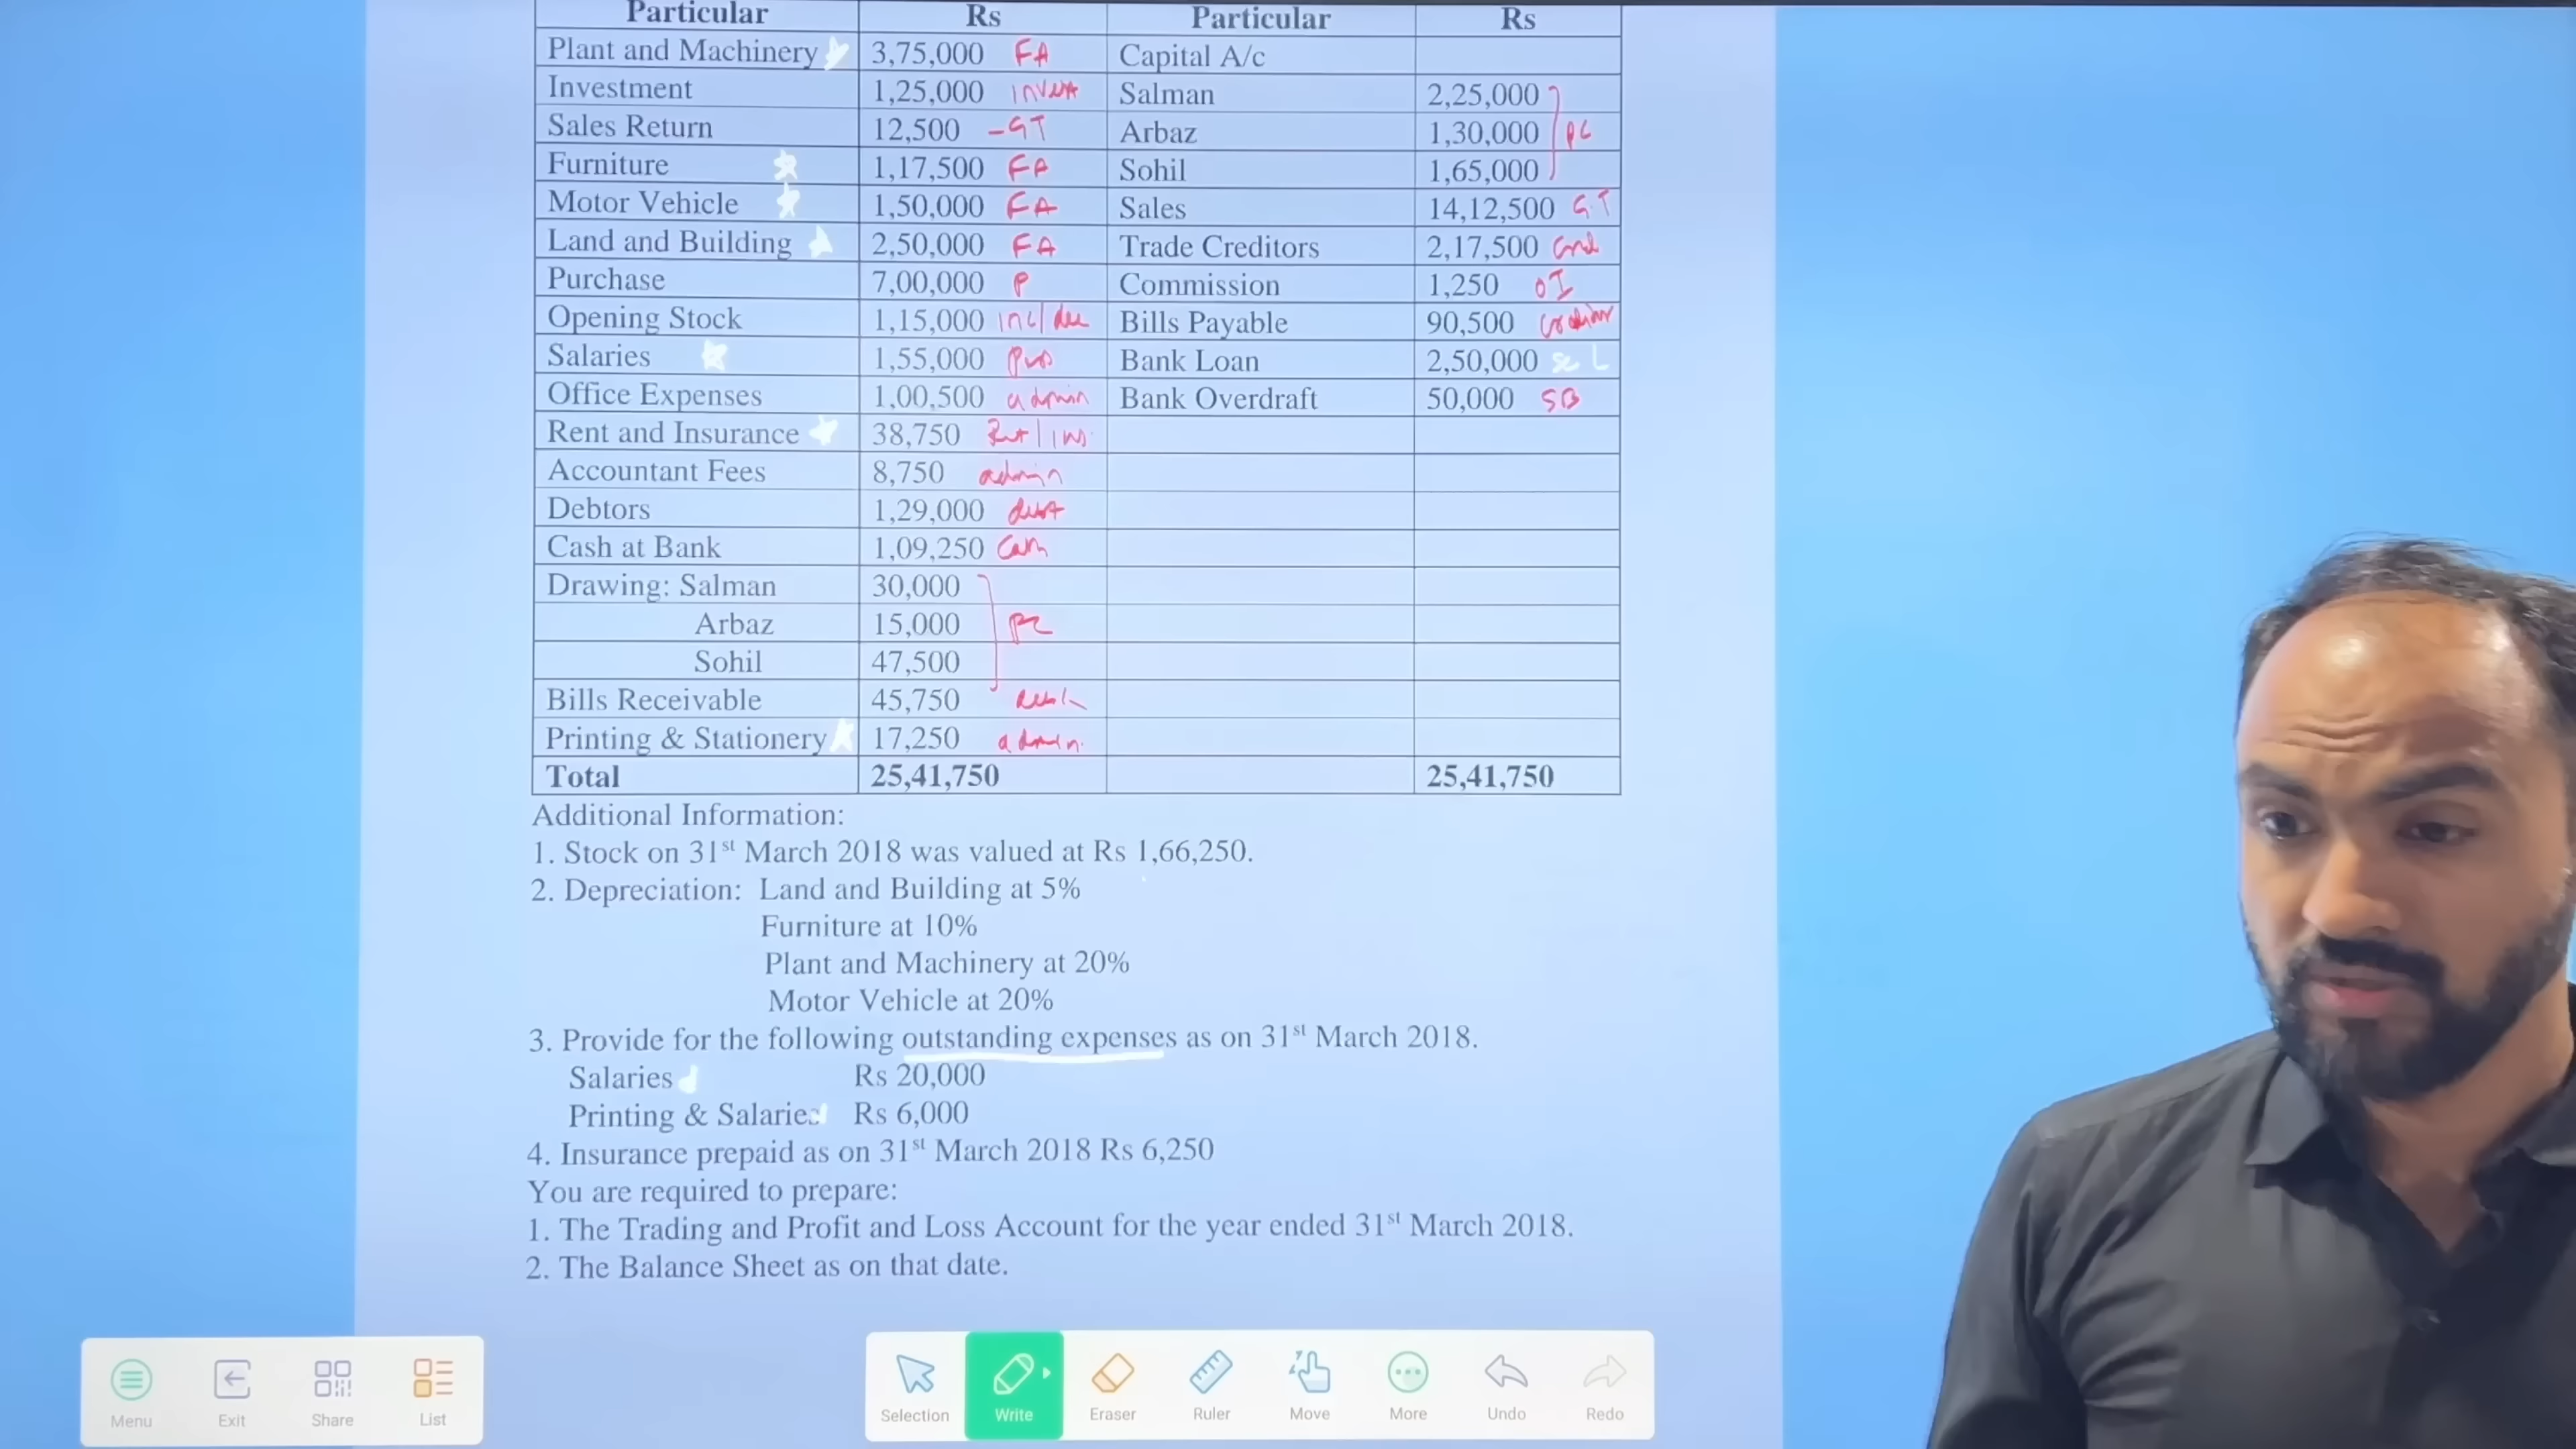 Particular Rs Particular Rs
Plant and Machinery 3,75,000 FA Capital A/c
Investment 1,25,000 Salman 2,25,000
Sales Return 12,500 -GT Arbaz 1,30,000 PC
Furniture 1,17,500 FA Sohil 1,65,000
Motor Vehicle 1,50,000 FA Sales 14,12,500 GT
Land and Building 2,50,000 FA Trade Creditors 2,17,500
Purchase 7,00,000 P Commission 1,250 OI
Opening Stock 1,15,000 inc/dec Bills Payable 90,500
Salaries 1,55,000 Bank Loan 2,50,000
Office Expenses 1,00,500 admin Bank Overdraft 50,000 SB
Rent and Insurance 38,750
Accountant Fees 8,750 admin
Debtors 1,29,000
Cash at Bank 1,09,250 Cash
Drawing: Salman 30,000
Arbaz 15,000 PC
Sohil 47,500
Bills Receivable 45,750
Printing & Stationery 17,250 admin.
Total 25,41,750 25,41,750
Additional Information:
1. Stock on 31st March 2018 was valued at Rs 1,66,250.
2. Depreciation: Land and Building at 5%
Furniture at 10%
Plant and Machinery at 20%
Motor Vehicle at 20%
3. Provide for the following outstanding expenses as on 31st March 2018.
Salaries Rs 20,000
Printing & Salaries Rs 6,000
4. Insurance prepaid as on 31st March 2018 Rs 6,250
You are required to prepare:
1. The Trading and Profit and Loss Account for the year ended 31st March 2018.
2. The Balance Sheet as on that date.
Menu Exit Share List Selection Write Eraser Ruler Move More Undo Redo